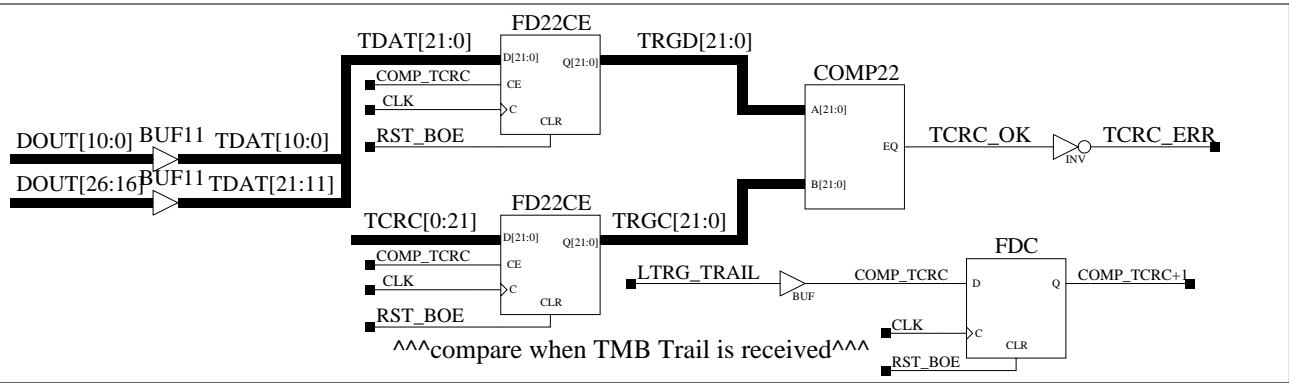 FD22CE
TDAT[21:0]
TRGD[21:0]
D[21:0]
Q[21:0]
COMP_TCRC
CE
CLK
C
CLR
RST_BOE
COMP22
A[21:0]
EQ
B[21:0]
TCRC_OK
INV
TCRC_ERR
DOUT[10:0]
BUF11
TDAT[10:0]
DOUT[26:16]
BUF11
TDAT[21:11]
FD22CE
TCRC[0:21]
TRGC[21:0]
D[21:0]
Q[21:0]
COMP_TCRC
CE
CLK
C
CLR
RST_BOE
FDC
LTRG_TRAIL
BUF
COMP_TCRC
D
Q
COMP_TCRC+1
CLK
C
CLR
RST_BOE
^^^compare when TMB Trail is received^^^